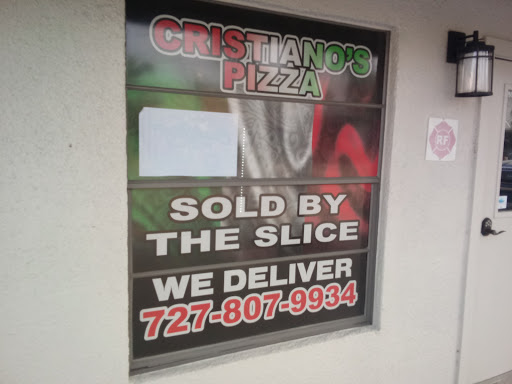 CRISTIANO'S
PIZZA
SOLD BY
THE SLICE
WE DELIVER
727-807-9934
RF